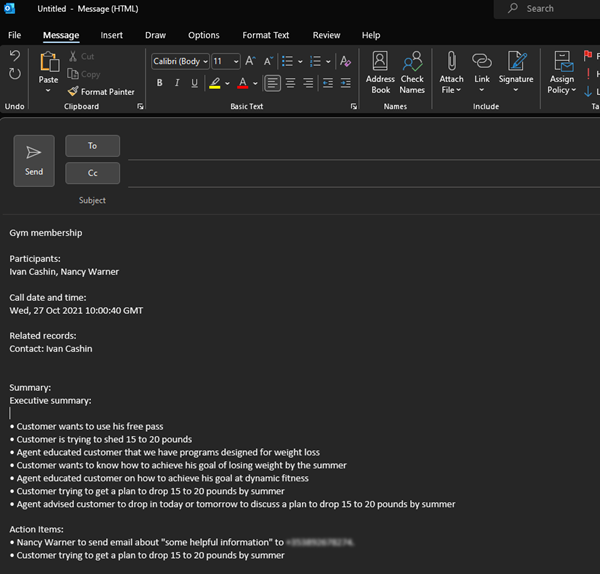 Untitled - Message (HTML)
Search
File Message Insert Draw Options Format Text Review Help
Undo
Paste
Cut
Copy
Format Painter
Clipboard
Calibri (Body
11
Basic Text
Address Book
Check Names
Names
Attach File
Link
Signature
Include
Assign Policy
Ta
Send
To
Cc
Subject
Gym membership
Participants:
Ivan Cashin, Nancy Warner
Call date and time:
Wed, 27 Oct 2021 10:00:40 GMT
Related records:
Contact: Ivan Cashin
Summary:
Executive summary:
• Customer wants to use his free pass
• Customer is trying to shed 15 to 20 pounds
• Agent educated customer that we have programs designed for weight loss
• Customer wants to know how to achieve his goal of losing weight by the summer
• Agent educated customer on how to achieve his goal at dynamic fitness
• Customer trying to get a plan to drop 15 to 20 pounds by summer
• Agent advised customer to drop in today or tomorrow to discuss a plan to drop 15 to 20 pounds by summer
Action Items:
• Nancy Warner to send email about "some helpful information" to
• Customer trying to get a plan to drop 15 to 20 pounds by summer